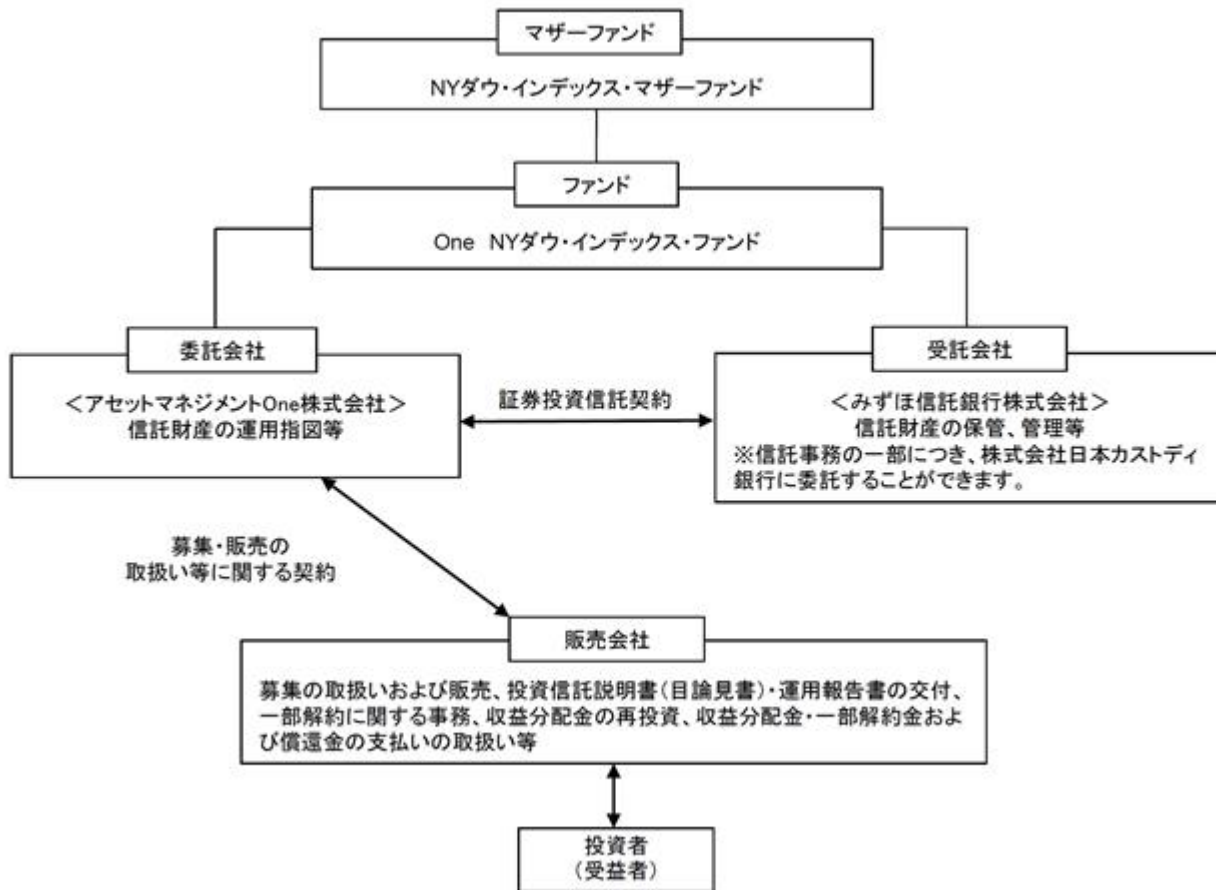 マザーファンド
NYダウ・インデックス・マザーファンド
ファンド
One NYダウ・インデックス・ファンド
委託会社
＜アセットマネジメントOne株式会社＞
信託財産の運用指図等
証券投資信託契約
受託会社
＜みずほ信託銀行株式会社＞
信託財産の保管、管理等
※信託事務の一部につき、株式会社日本カストディ
銀行に委託することができます。
募集・販売の
取扱い等に関する契約
販売会社
募集の取扱いおよび販売、投資信託説明書（目論見書）・運用報告書の交付、
一部解約に関する事務、収益分配金の再投資、収益分配金・一部解約金およ
び償還金の支払いの取扱い等
投資者
（受益者）